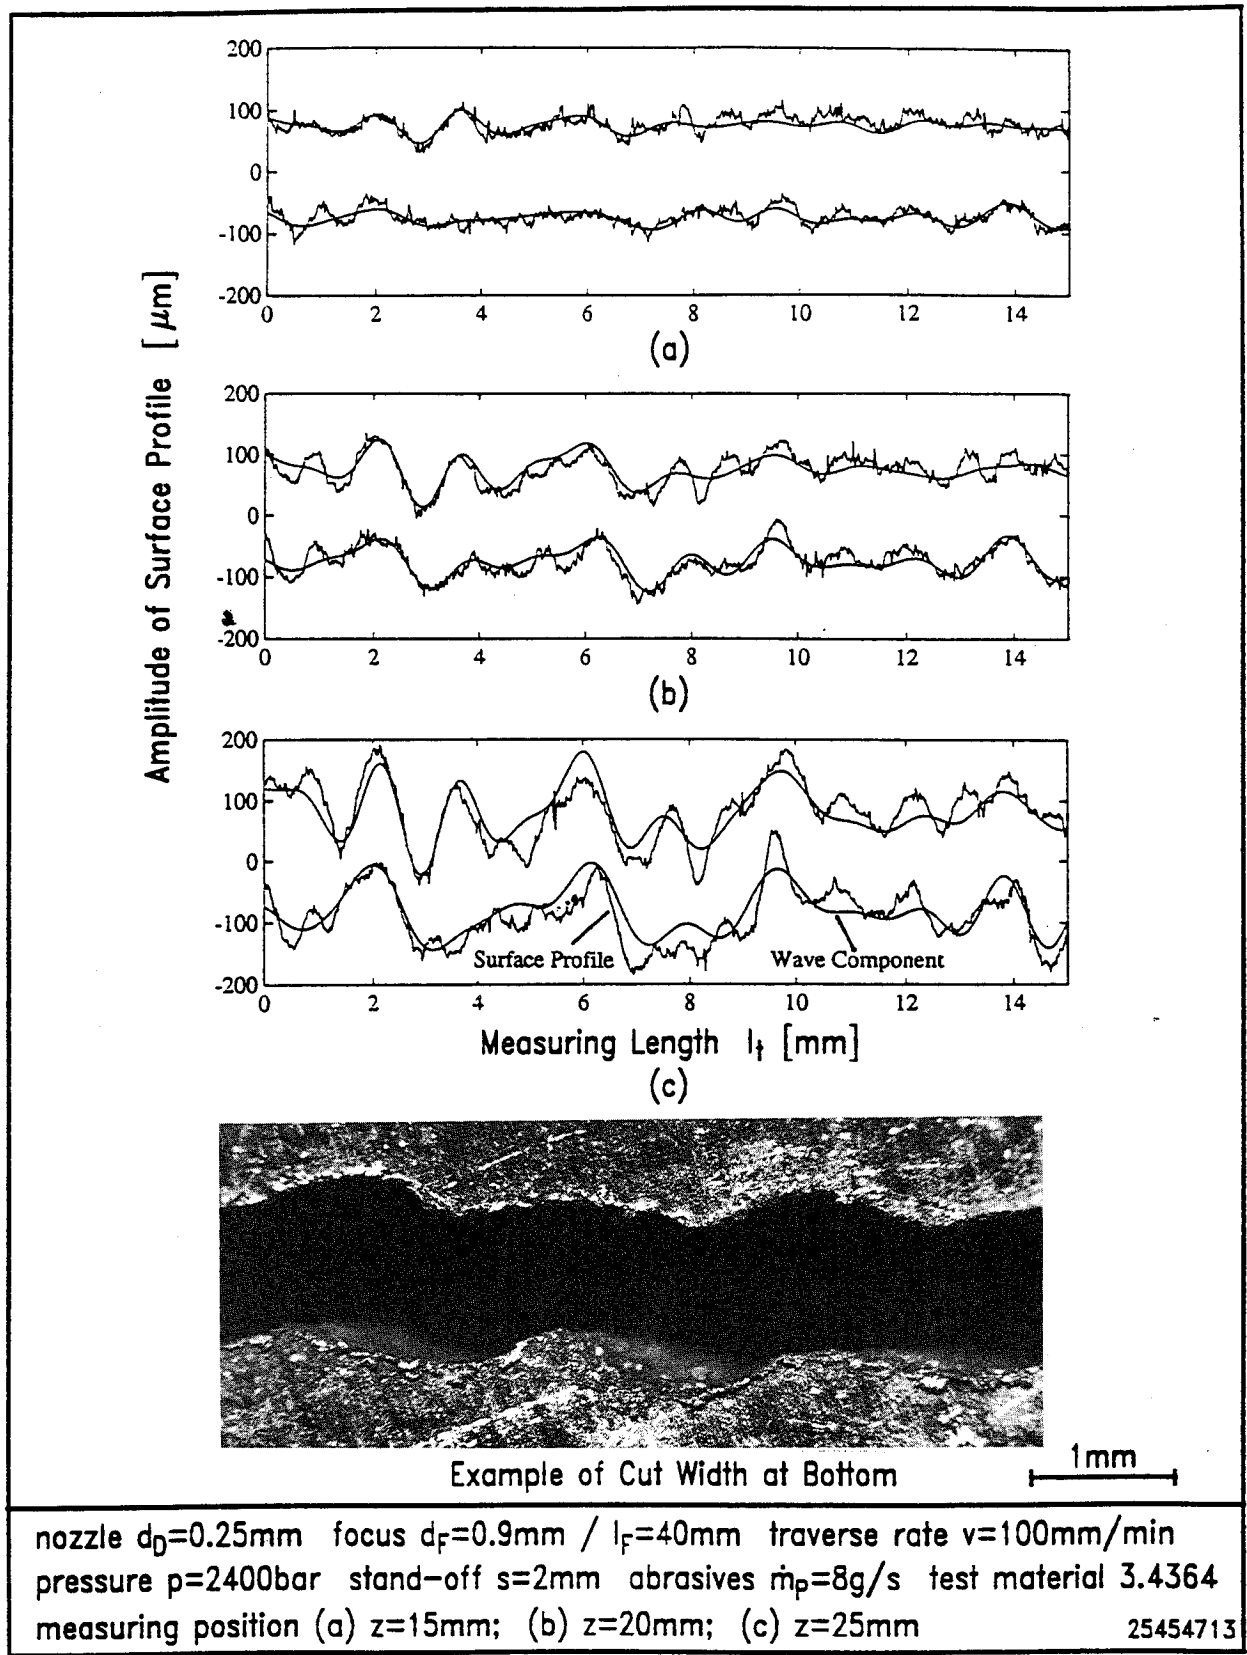 200
100
0
-100
-200
0 2 4 6 8 10 12 14
(a)
Amplitude of Surface Profile [μm]
200
100
0
-100
-200
0 2 4 6 8 10 12 14
(b)
200
100
0
-100
-200
Surface Profile
Wave Component
0 2 4 6 8 10 12 14
Measuring Length lt [mm]
(c)
Example of Cut Width at Bottom
1mm
nozzle dD=0.25mm focus dF=0.9mm / lF=40mm traverse rate v=100mm/min
pressure p=2400bar stand-off s=2mm abrasives ṁp=8g/s test material 3.4364
measuring position (a) z=15mm; (b) z=20mm; (c) z=25mm
25454713